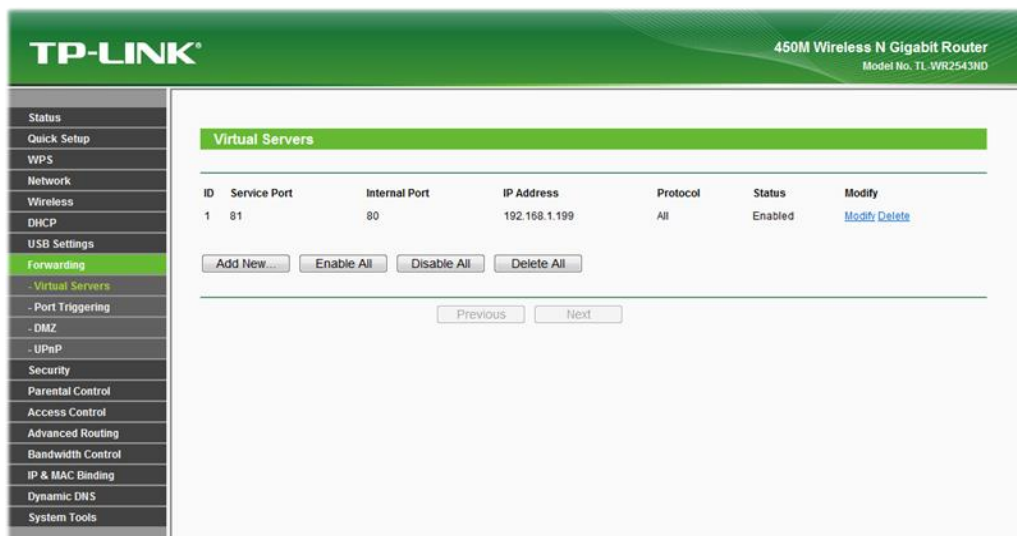 TP-LINK®
450M Wireless N Gigabit Router
Model No. TL-WR2543ND
Status
Quick Setup
WPS
Network
Wireless
DHCP
USB Settings
Forwarding
- Virtual Servers
- Port Triggering
- DMZ
- UPnP
Security
Parental Control
Access Control
Advanced Routing
Bandwidth Control
IP & MAC Binding
Dynamic DNS
System Tools
Virtual Servers
ID Service Port Internal Port IP Address Protocol Status Modify
1 81 80 192.168.1.199 All Enabled Modify Delete
Add New... Enable All Disable All Delete All
Previous Next